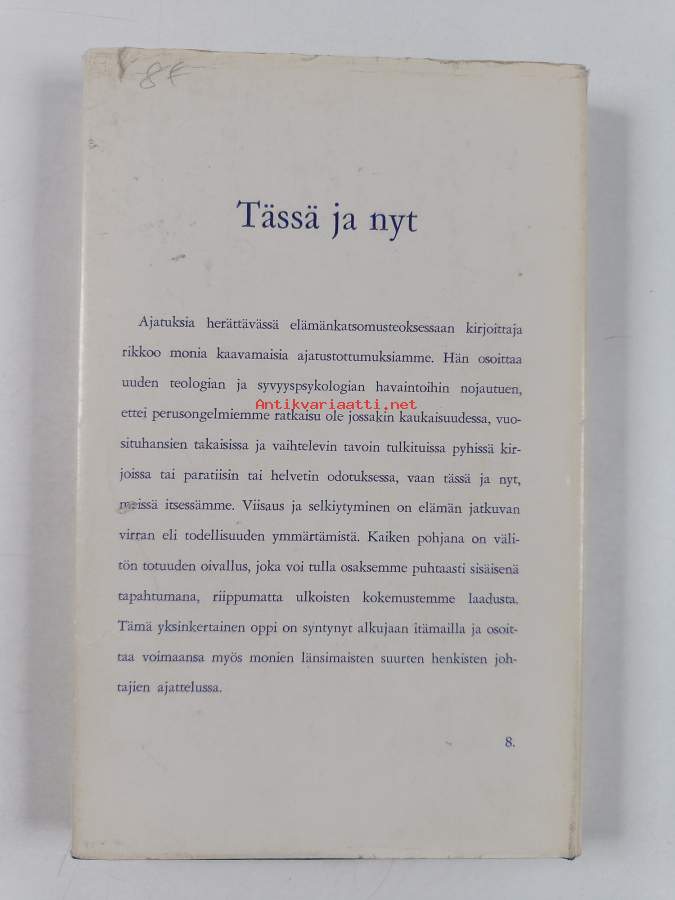 8€
Tässä ja nyt
Ajatuksia herättävässä elämänkatsomusteoksessaan kirjoittaja
rikkoo monia kaavamaisia ajatustottumuksiamme. Hän osoittaa
uuden teologian ja syvyyspsykologian havaintoihin nojautuen,
Antikvariaatti.net
ettei perusongelmiemme ratkaisu ole jossakin kaukaisuudessa, vuo-
situhansien takaisissa ja vaihtelevin tavoin tulkituissa pyhissä kir-
joissa tai paratiisin tai helvetin odotuksessa, vaan tässä ja nyt,
meissä itsessämme. Viisaus ja selkiytyminen on elämän jatkuvan
virran eli todellisuuden ymmärtämistä. Kaiken pohjana on väli-
tön totuuden oivallus, joka voi tulla osaksemme puhtaasti sisäisenä
tapahtumana, riippumatta ulkoisten kokemustemme laadusta.
Tämä yksinkertainen oppi on syntynyt alkujaan itämailla ja osoit-
taa voimaansa myös monien länsimaisten suurten henkisten joh-
tajien ajattelussa.
8.